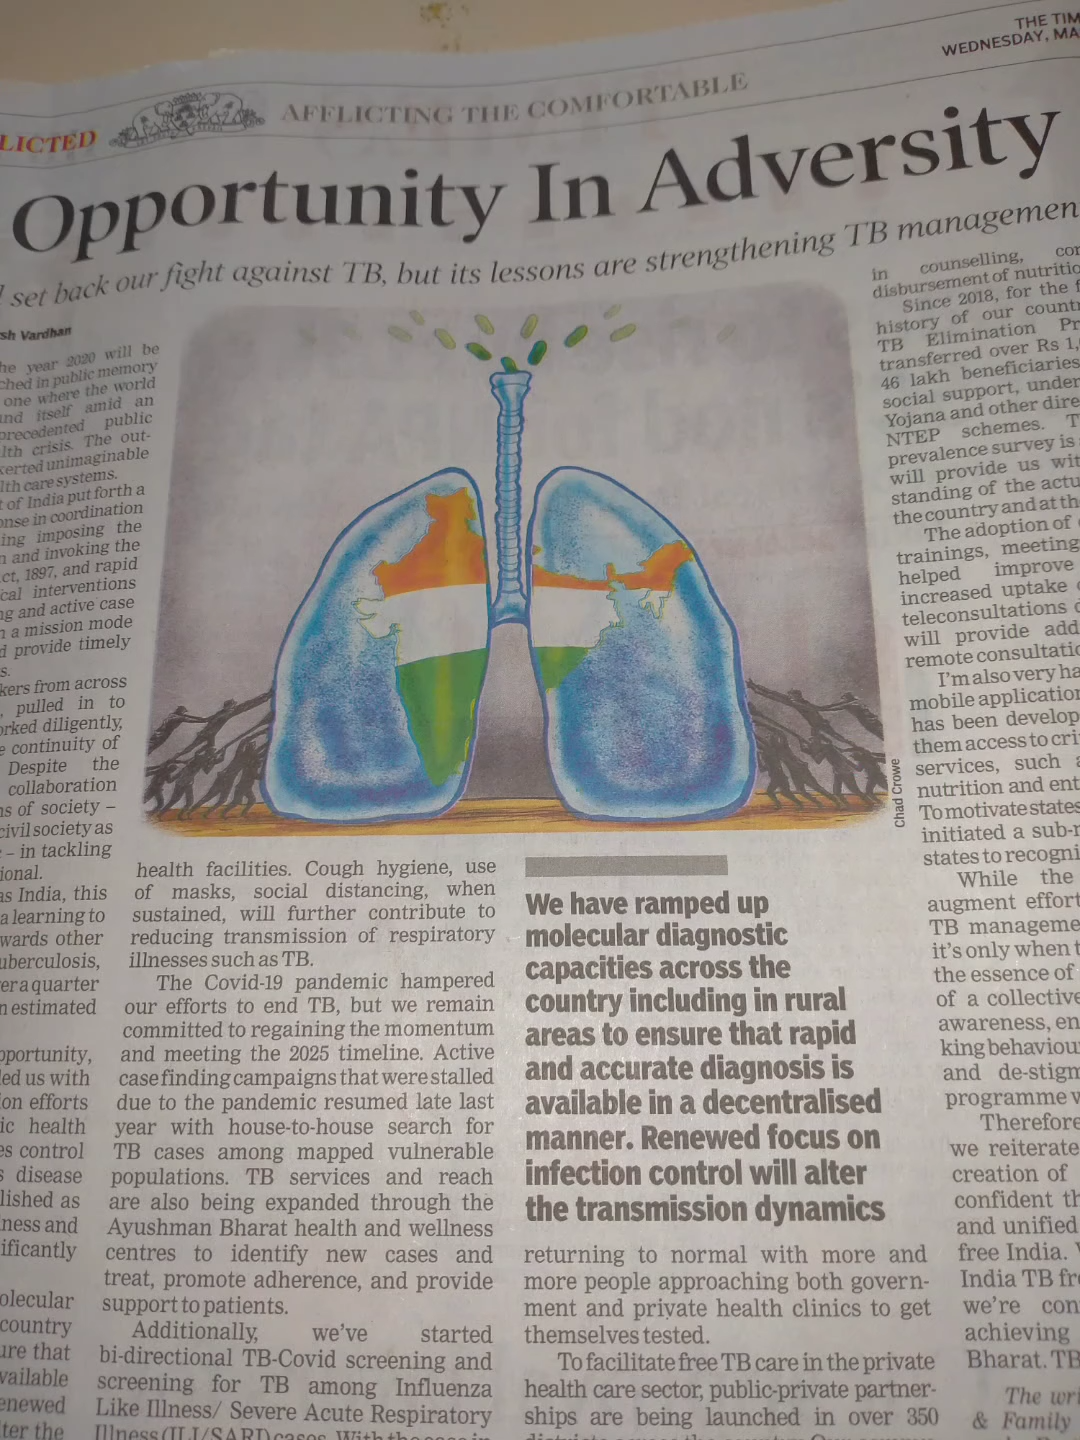 THE TIM
WEDNESDAY, MA
LICTED
AFFLICTING THE COMFORTABLE
Opportunity In Adversity
set back our fight against TB, but its lessons are strengthening TB managemen
sh Vardhan
he year 2020 will be
ched in public memory
one where the world
und itself amid an
precedented public
lth crisis. The out-
xerted unimaginable
lth care systems.
t of India put forth a
onse in coordination
ing imposing the
n and invoking the
ct, 1897, and rapid
cal interventions
ng and active case
n a mission mode
d provide timely
s.
kers from across
, pulled in to
orked diligently,
e continuity of
Despite the
collaboration
ns of society –
civil society as
– in tackling
ional.
as India, this
a learning to
wards other
uberculosis,
er a quarter
n estimated
pportunity,
led us with
ion efforts
ic health
es control
s disease
lished as
ness and
ificantly
olecular
country
ure that
vailable
enewed
lter the
health facilities. Cough hygiene, use
of masks, social distancing, when
sustained, will further contribute to
reducing transmission of respiratory
illnesses such as TB.
The Covid-19 pandemic hampered
our efforts to end TB, but we remain
committed to regaining the momentum
and meeting the 2025 timeline. Active
case finding campaigns that were stalled
due to the pandemic resumed late last
year with house-to-house search for
TB cases among mapped vulnerable
populations. TB services and reach
are also being expanded through the
Ayushman Bharat health and wellness
centres to identify new cases and
treat, promote adherence, and provide
support to patients.
Additionally, we've started
bi-directional TB-Covid screening and
screening for TB among Influenza
Like Illness/ Severe Acute Respiratory
Illness (ILI/SARI) cases. With the ease in
Chad Crowe
We have ramped up
molecular diagnostic
capacities across the
country including in rural
areas to ensure that rapid
and accurate diagnosis is
available in a decentralised
manner. Renewed focus on
infection control will alter
the transmission dynamics
returning to normal with more and
more people approaching both govern-
ment and private health clinics to get
themselves tested.
To facilitate free TB care in the private
health care sector, public-private partner-
ships are being launched in over 350
in counselling, con
disbursement of nutritio
Since 2018, for the f
history of our countr
TB Elimination Pr
transferred over Rs 1,
46 lakh beneficiaries
social support, under
Yojana and other dire
NTEP schemes. T
prevalence survey is
will provide us wit
standing of the actu
the country and at th
The adoption of
trainings, meeting
helped improve
increased uptake
teleconsultations
will provide add
remote consultatio
I'm also very ha
mobile application
has been develop
them access to cri
services, such a
nutrition and ent
To motivate states
initiated a sub-n
states to recogni
While the
augment effort
TB manageme
it's only when t
the essence of
of a collective
awareness, en
king behaviou
and de-stigm
programme w
Therefore
we reiterate
creation of
confident th
and unified
free India. W
India TB fre
we're con
achieving
Bharat. TB
The wri
& Family